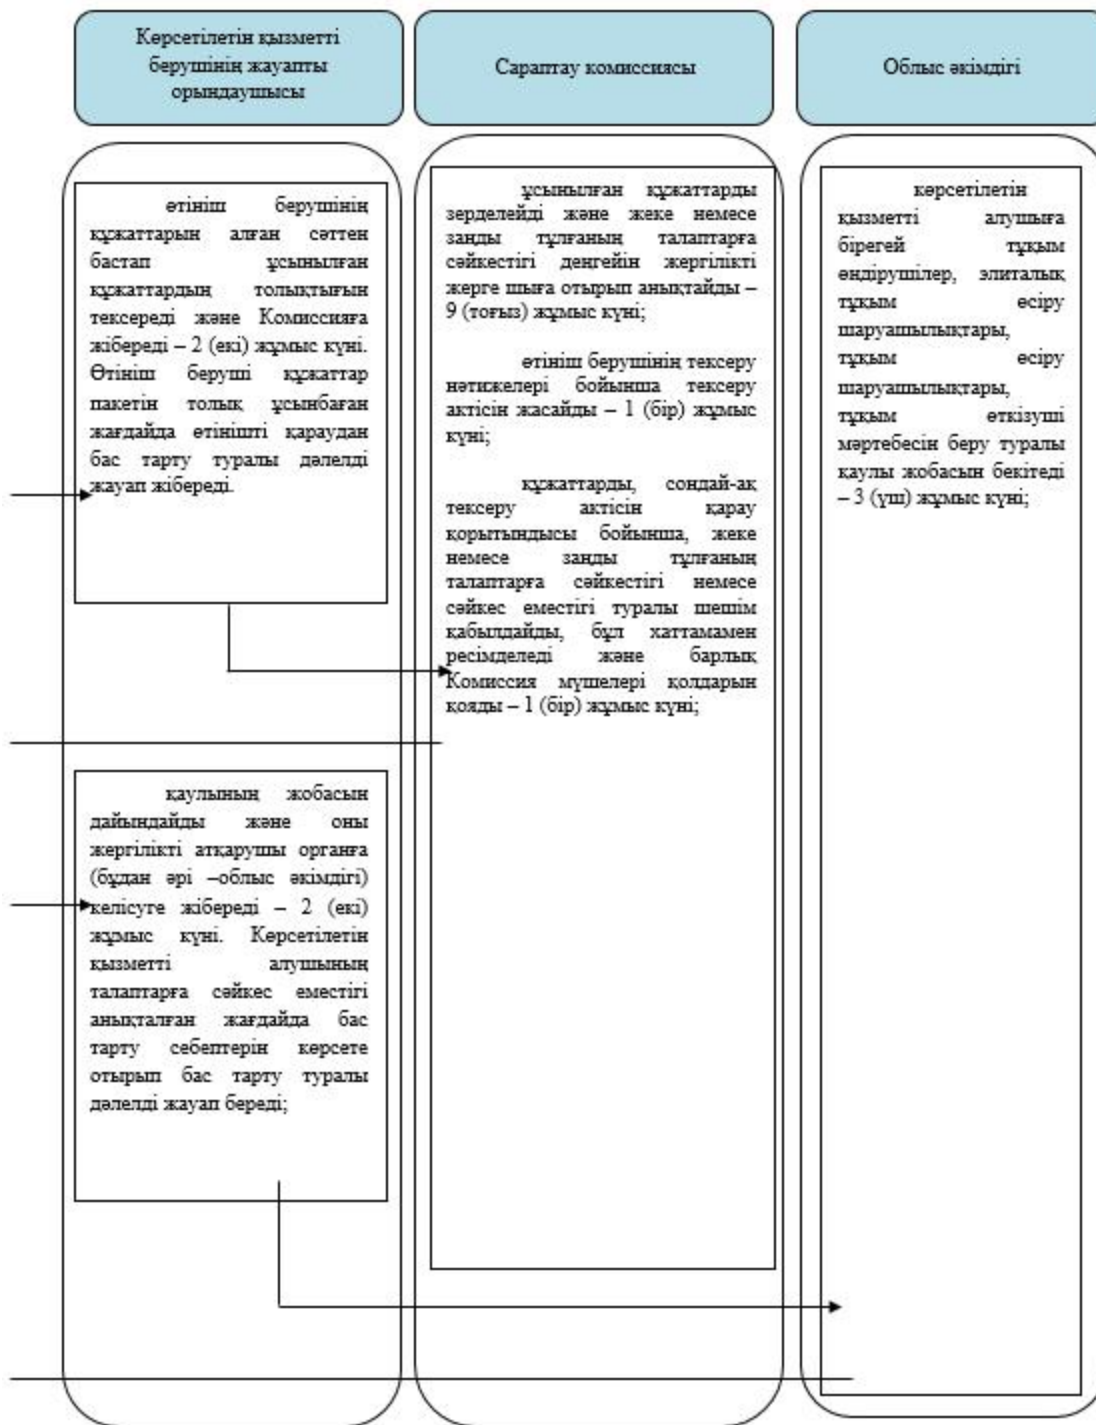 Көрсетілетін қызметті
берушінің жауапты
орындаушысы
Сараптау комиссиясы
Облыс әкімдігі
өтініш берушінің
құжаттарын алған сәттен
бастап ұсынылған
құжаттардың толықтығын
тексереді және Комиссияға
жібереді – 2 (екі) жұмыс күні.
Өтініш беруші құжаттар
пакетін толық ұсынбаған
жағдайда өтінішті қараудан
бас тарту туралы дәлелді
жауап жібереді.
қаулының жобасын
дайындайды және оны
жергілікті атқарушы органға
(бұдан әрі –облыс әкімдігі)
келісуге жібереді – 2 (екі)
жұмыс күні. Көрсетілетін
қызметті алушының
талаптарға сәйкес еместігі
анықталған жағдайда бас
тарту себептерін көрсете
отырып бас тарту туралы
дәлелді жауап береді;
ұсынылған құжаттарды
зерделейді және жеке немесе
заңды тұлғаның талаптарға
сәйкестігі деңгейін жергілікті
жерге шыға отырып анықтайды –
9 (тоғыз) жұмыс күні;
өтініш берушінің тексеру
нәтижелері бойынша тексеру
актісін жасайды – 1 (бір) жұмыс
күні;
құжаттарды, сондай-ақ
тексеру актісін қарау
қорытындысы бойынша, жеке
немесе заңды тұлғаның
талаптарға сәйкестігі немесе
сәйкес еместігі туралы шешім
қабылдайды, бұл хаттамамен
ресімделеді және барлық
Комиссия мүшелері қолдарын
қояды – 1 (бір) жұмыс күні;
көрсетілетін
қызметті алушыға
бірегей тұқым
өндірушілер, элиталық
тұқым өсіру
шаруашылықтары,
тұқым өсіру
шаруашылықтары,
тұқым өткізуші
мәртебесін беру туралы
қаулы жобасын бекітеді
– 3 (үш) жұмыс күні;